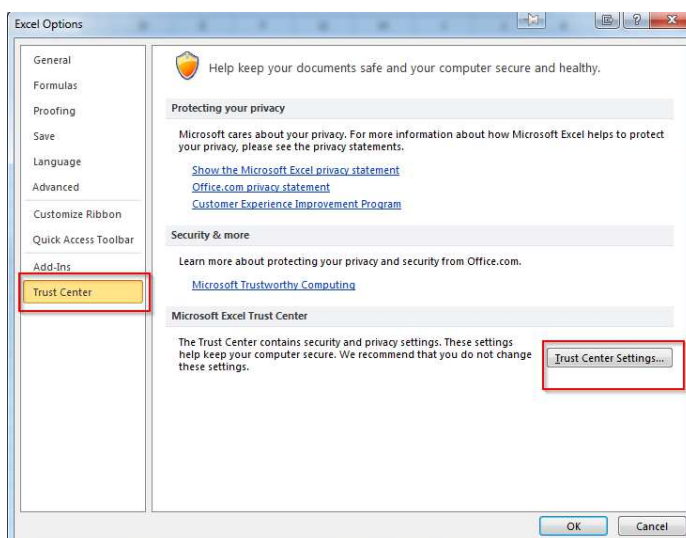 Excel Options
General
Formulas
Proofing
Save
Language
Advanced
Customize Ribbon
Quick Access Toolbar
Add-Ins
Trust Center
Help keep your documents safe and your computer secure and healthy.
Protecting your privacy
Microsoft cares about your privacy. For more information about how Microsoft Excel helps to protect
your privacy, please see the privacy statements.
Show the Microsoft Excel privacy statement
Office.com privacy statement
Customer Experience Improvement Program
Security & more
Learn more about protecting your privacy and security from Office.com.
Microsoft Trustworthy Computing
Microsoft Excel Trust Center
The Trust Center contains security and privacy settings. These settings
help keep your computer secure. We recommend that you do not change
these settings.
Trust Center Settings...
OK
Cancel